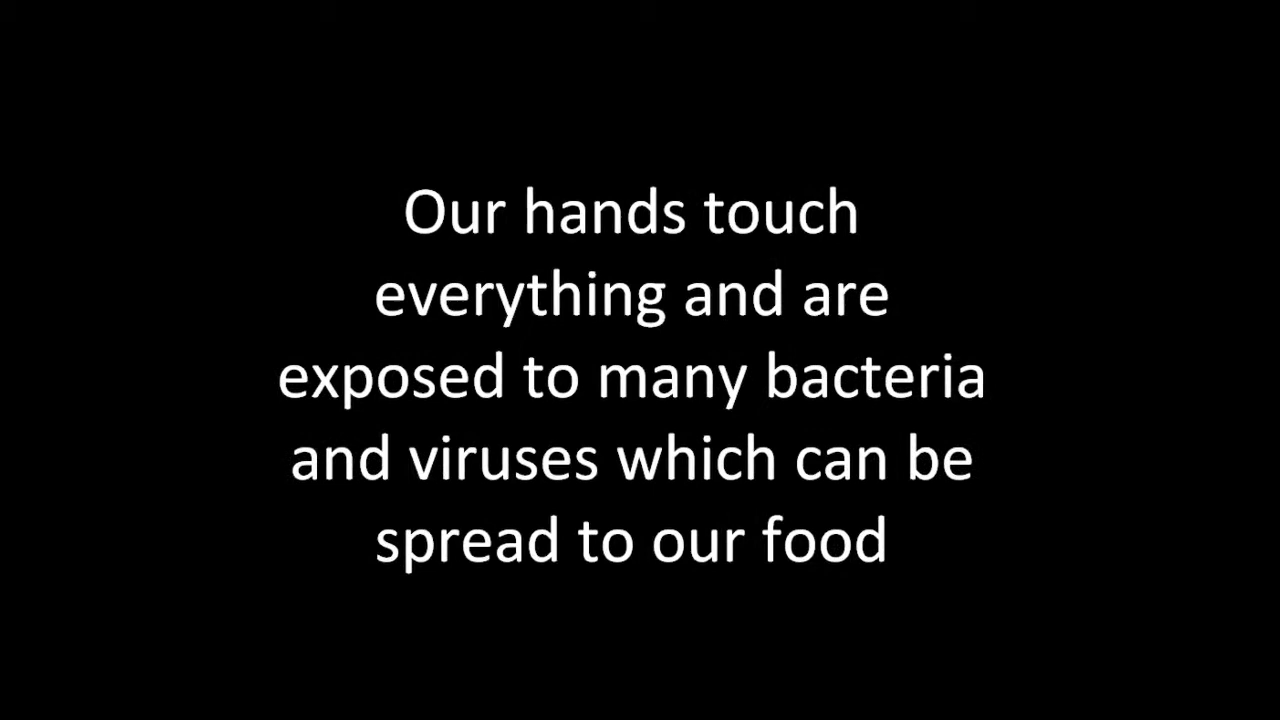 Our hands touch
everything and are
exposed to many bacteria
and viruses which can be
spread to our food